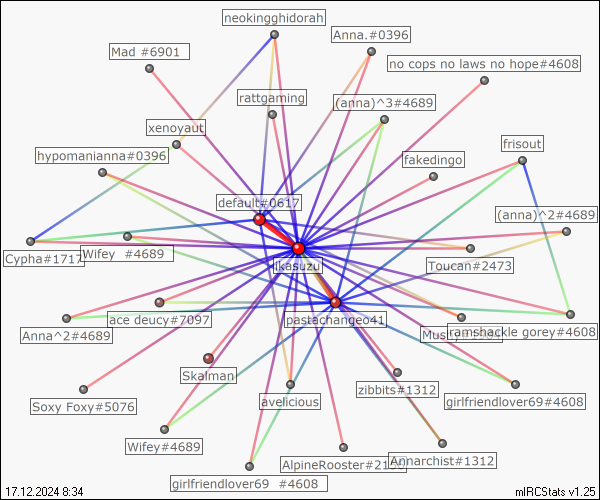 neokingghidorah
Anna.#0396
Mad #6901
no cops no laws no hope#4608
rattgaming
(anna)^3#4689
xenoyaut
frisout
hypomanianna#0396
fakedingo
default#0617
(anna)^2#4689
Cypha#1717
Wifey #4689
Ikasuzu
Toucan#2473
ace deucy#7097
pastachangeo41
Anna^2#4689
ramshackle gorey#4608
Skalman
zibbits#1312
Soxy Foxy#5076
avelicious
girlfriendlover69#4608
Wifey#4689
AlpineRooster#21
Annarchist#1312
girlfriendlover69 #4608
17.12.2024 8:34
mIRCStats v1.25